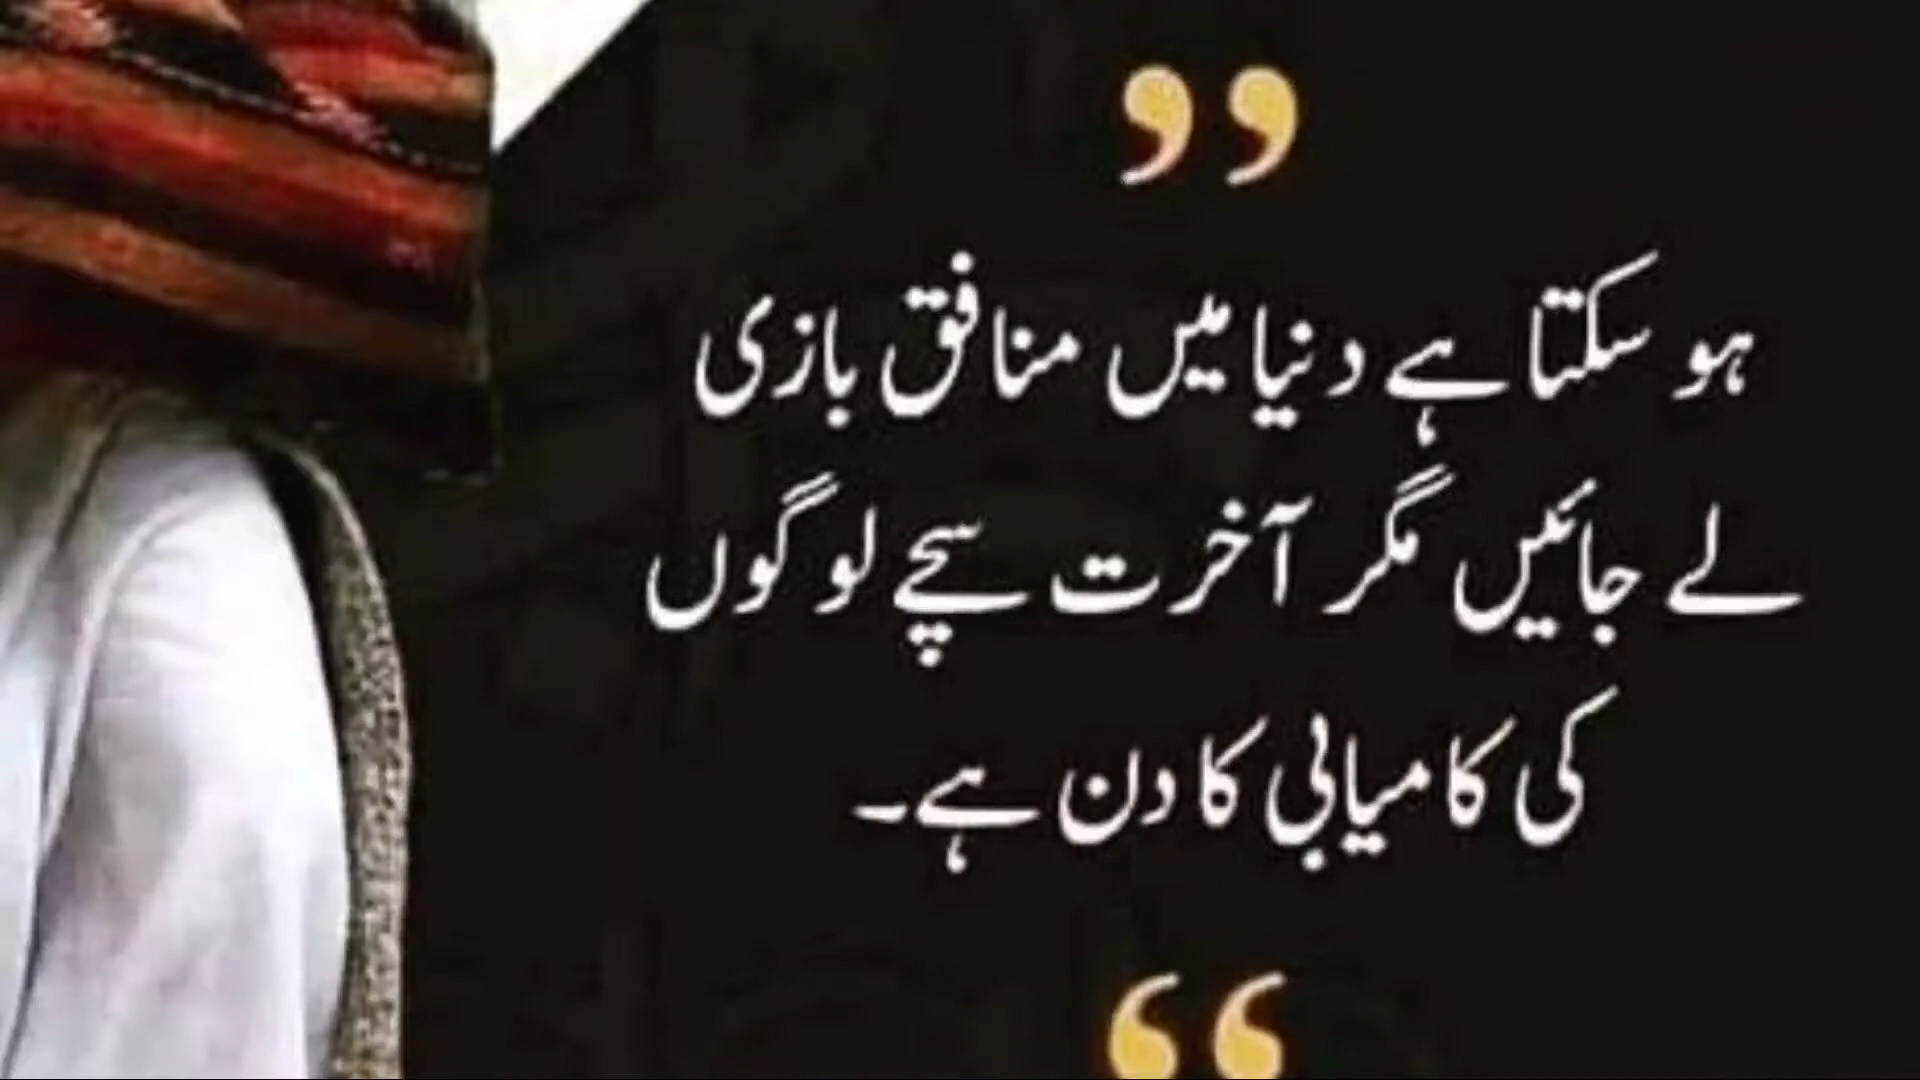 ہو سکتا ہے دنیا میں منافق بازی
لے جائیں مگر آخرت سچے لوگوں
کی کامیابی کا دن ہے۔